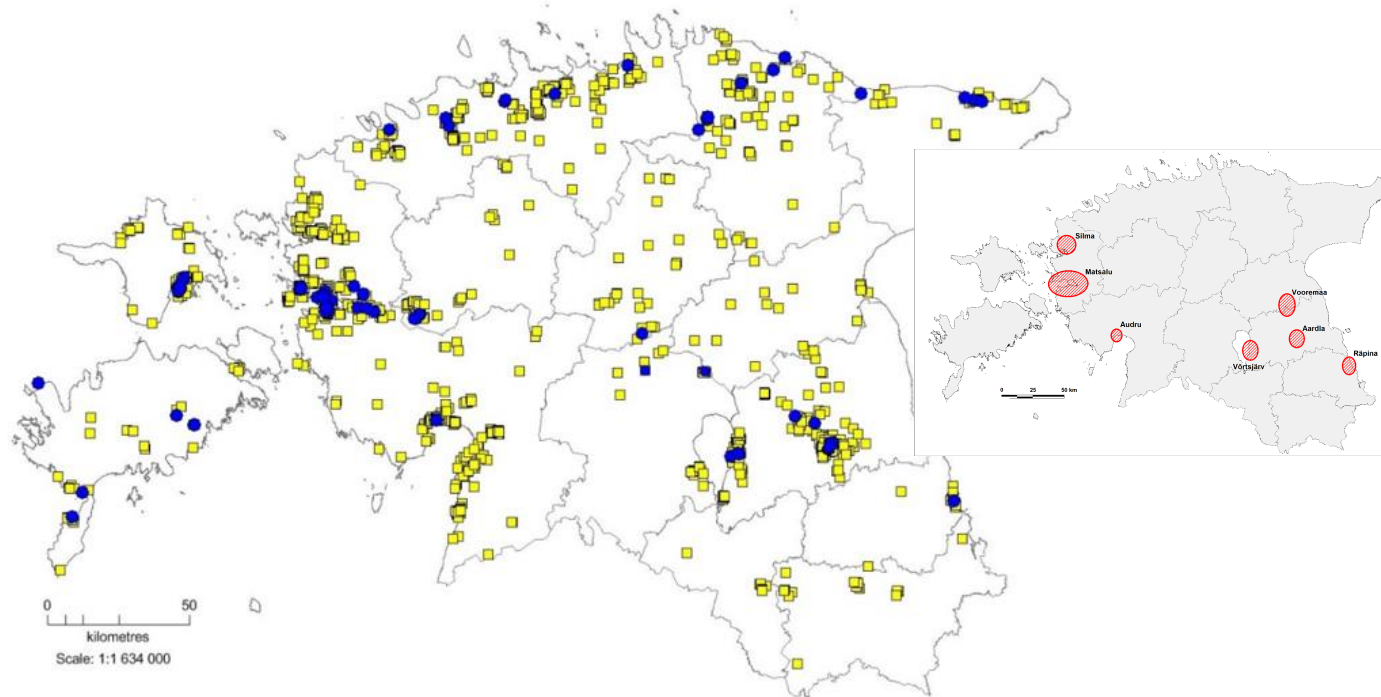 Silma
Matsalu
Vooremaa
Audru
Aardla
Võrtsjärv
Räpina
0 25 50 km
0 50
kilometres
Scale: 1:1 634 000